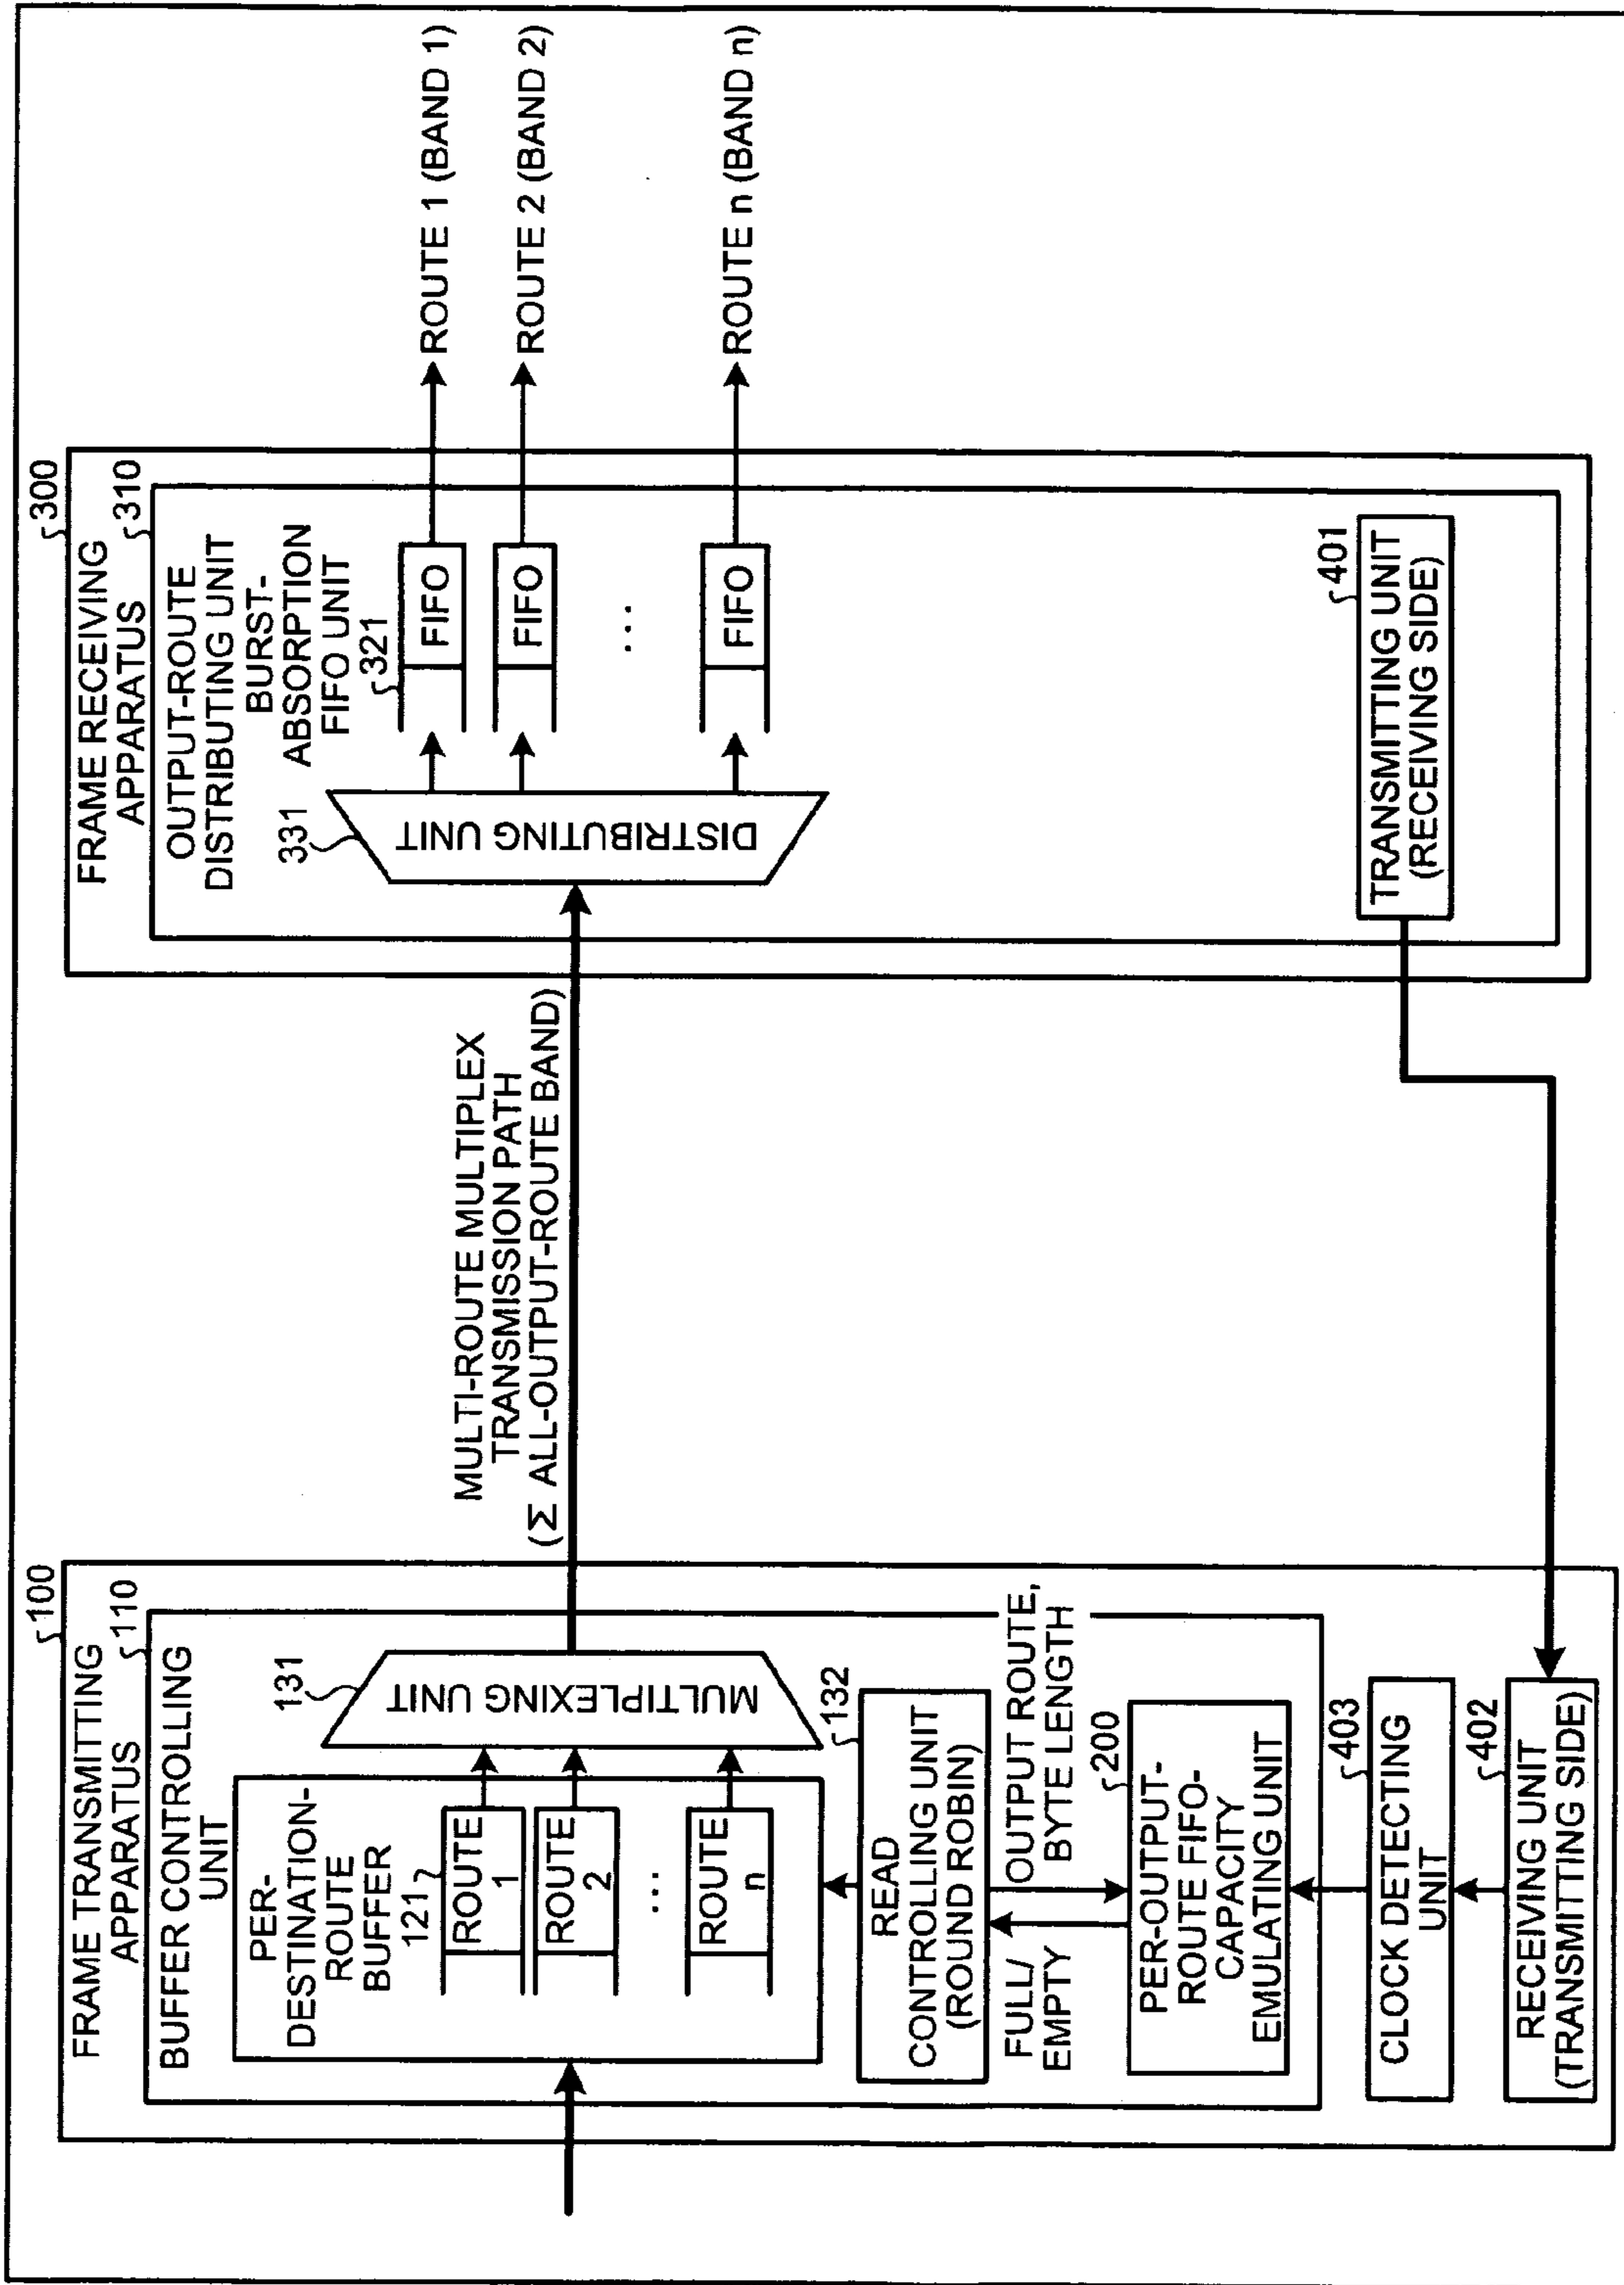 100
FRAME TRANSMITTING
APPARATUS
110
BUFFER CONTROLLING
UNIT
PER-
DESTINATION-
ROUTE
BUFFER
121
ROUTE
1
ROUTE
2
...
ROUTE
n
131
MULTIPLEXING UNIT
132
READ
CONTROLLING UNIT
(ROUND ROBIN)
FULL/
EMPTY
OUTPUT ROUTE,
BYTE LENGTH
200
PER-OUTPUT-
ROUTE FIFO-
CAPACITY
EMULATING UNIT
403
CLOCK DETECTING
UNIT
402
RECEIVING UNIT
(TRANSMITTING SIDE)
MULTI-ROUTE MULTIPLEX
TRANSMISSION PATH
(Σ ALL-OUTPUT-ROUTE BAND)
300
FRAME RECEIVING
APPARATUS
310
OUTPUT-ROUTE
DISTRIBUTING UNIT
BURST-
ABSORPTION
FIFO UNIT
321
331
DISTRIBUTING UNIT
FIFO
FIFO
...
FIFO
ROUTE 1 (BAND 1)
ROUTE 2 (BAND 2)
ROUTE n (BAND n)
401
TRANSMITTING UNIT
(RECEIVING SIDE)